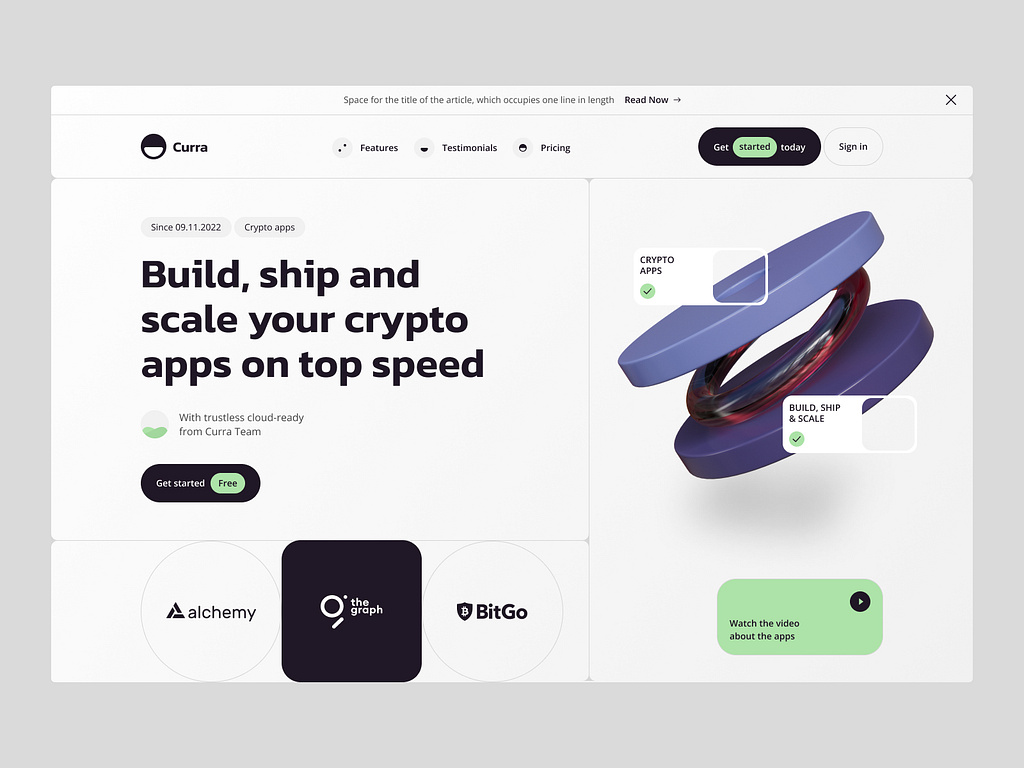 Space for the title of the article, which occupies one line in length Read Now →
Curra
Features
Testimonials
Pricing
Get started today
Sign in
Since 09.11.2022
Crypto apps
Build, ship and
scale your crypto
apps on top speed
With trustless cloud-ready
from Curra Team
Get started Free
alchemy
the
graph
BitGo
CRYPTO
APPS
BUILD, SHIP
& SCALE
Watch the video
about the apps